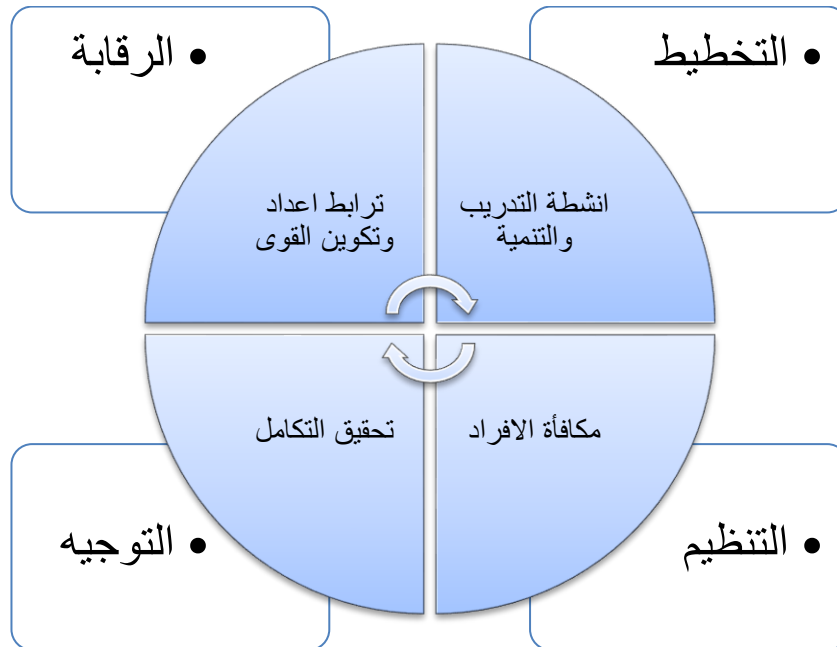 • التخطيط
• الرقابة
انشطة التدريب
والتنمية
ترابط اعداد
وتكوين القوى
مكافأة الافراد
تحقيق التكامل
• التنظيم
• التوجيه